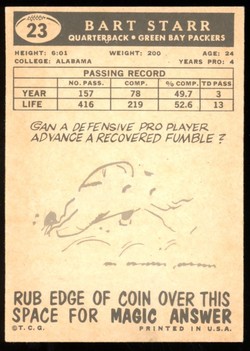 23
BART STARR
QUARTERBACK • GREEN BAY PACKERS
HEIGHT: 6:01 WEIGHT: 200 AGE: 24
COLLEGE: ALABAMA YEARS PRO: 4
PASSING RECORD
NO. PASS. NO. COMP. % COMP. TD PASS
YEAR 157 78 49.7 3
LIFE 416 219 52.6 13
CAN A DEFENSIVE PRO PLAYER
ADVANCE A RECOVERED FUMBLE?
RUB EDGE OF COIN OVER THIS
SPACE FOR MAGIC ANSWER
©T.C.G. PRINTED IN U.S.A.